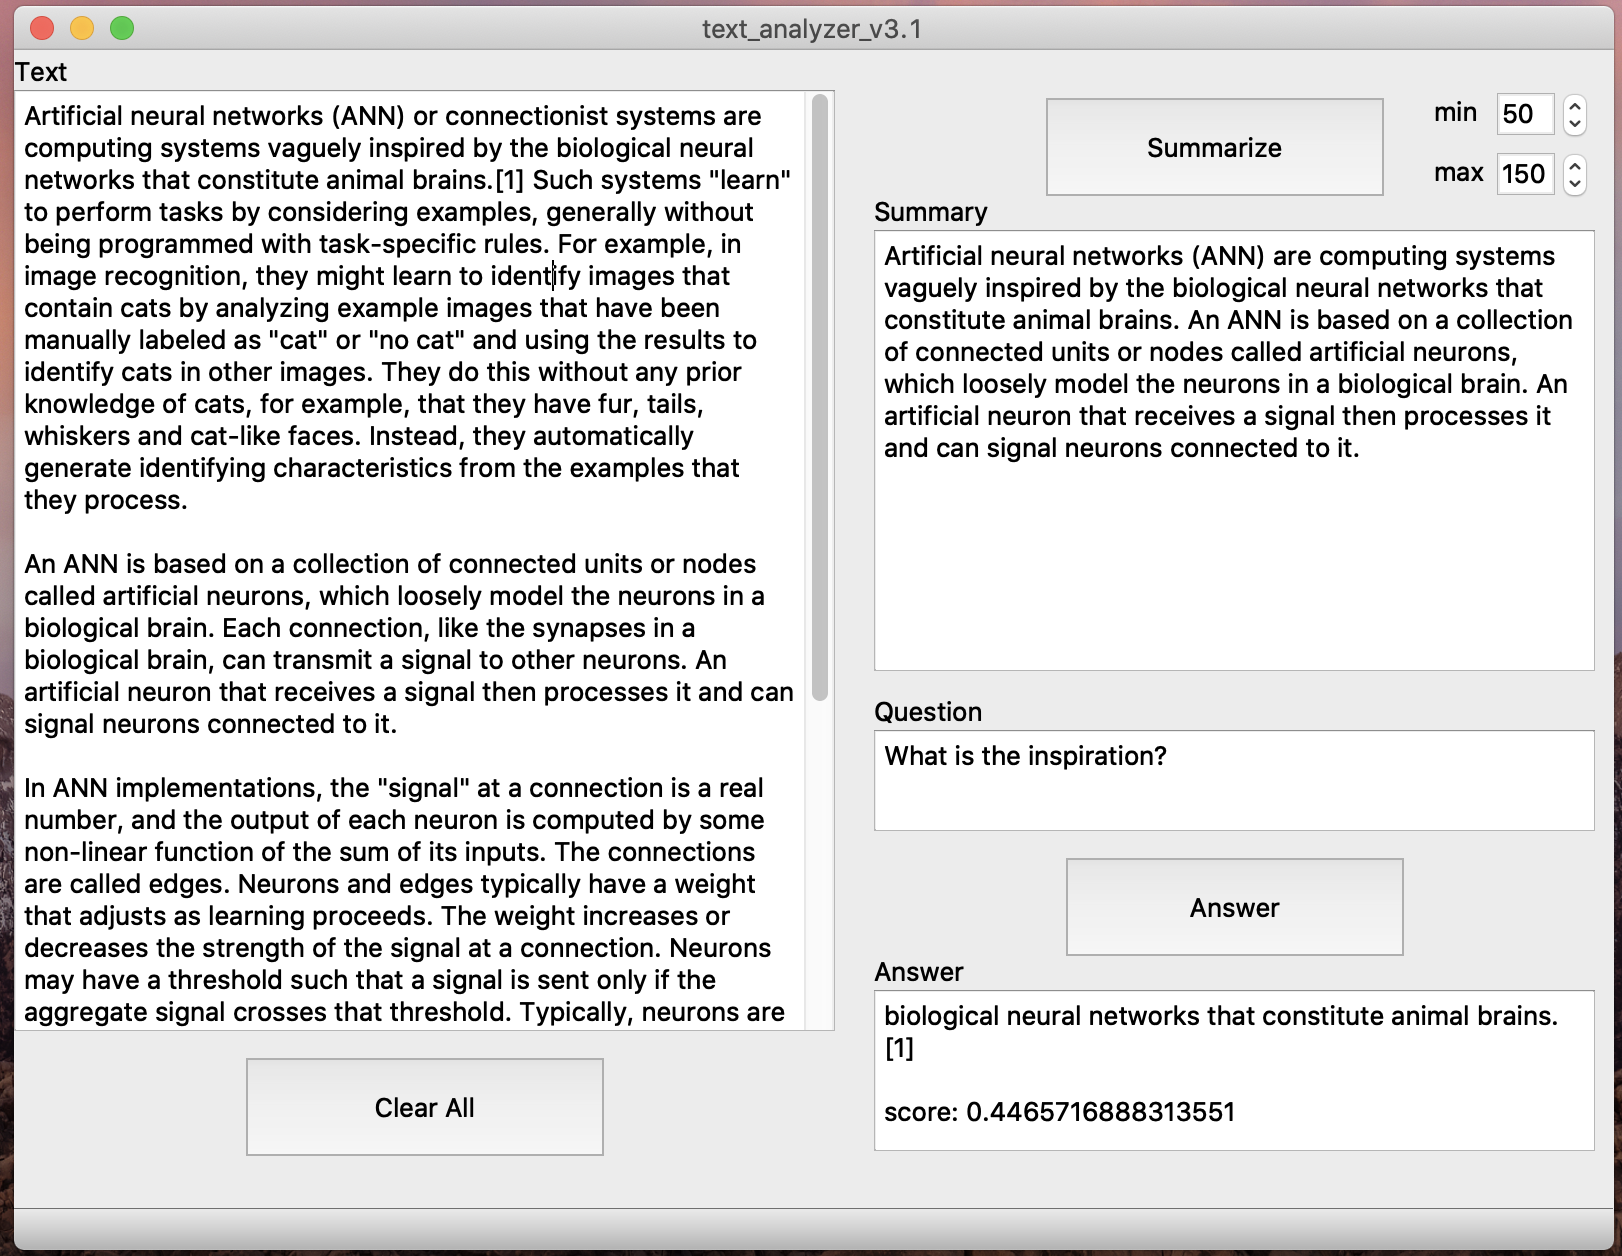 text_analyzer_v3.1
Text
Artificial neural networks (ANN) or connectionist systems are
computing systems vaguely inspired by the biological neural
networks that constitute animal brains.[1] Such systems "learn"
to perform tasks by considering examples, generally without
being programmed with task-specific rules. For example, in
image recognition, they might learn to identify images that
contain cats by analyzing example images that have been
manually labeled as "cat" or "no cat" and using the results to
identify cats in other images. They do this without any prior
knowledge of cats, for example, that they have fur, tails,
whiskers and cat-like faces. Instead, they automatically
generate identifying characteristics from the examples that
they process.
An ANN is based on a collection of connected units or nodes
called artificial neurons, which loosely model the neurons in a
biological brain. Each connection, like the synapses in a
biological brain, can transmit a signal to other neurons. An
artificial neuron that receives a signal then processes it and can
signal neurons connected to it.
In ANN implementations, the "signal" at a connection is a real
number, and the output of each neuron is computed by some
non-linear function of the sum of its inputs. The connections
are called edges. Neurons and edges typically have a weight
that adjusts as learning proceeds. The weight increases or
decreases the strength of the signal at a connection. Neurons
may have a threshold such that a signal is sent only if the
aggregate signal crosses that threshold. Typically, neurons are
Clear All
Summarize
min 50
max 150
Summary
Artificial neural networks (ANN) are computing systems
vaguely inspired by the biological neural networks that
constitute animal brains. An ANN is based on a collection
of connected units or nodes called artificial neurons,
which loosely model the neurons in a biological brain. An
artificial neuron that receives a signal then processes it
and can signal neurons connected to it.
Question
What is the inspiration?
Answer
Answer
biological neural networks that constitute animal brains.
[1]
score: 0.4465716888313551